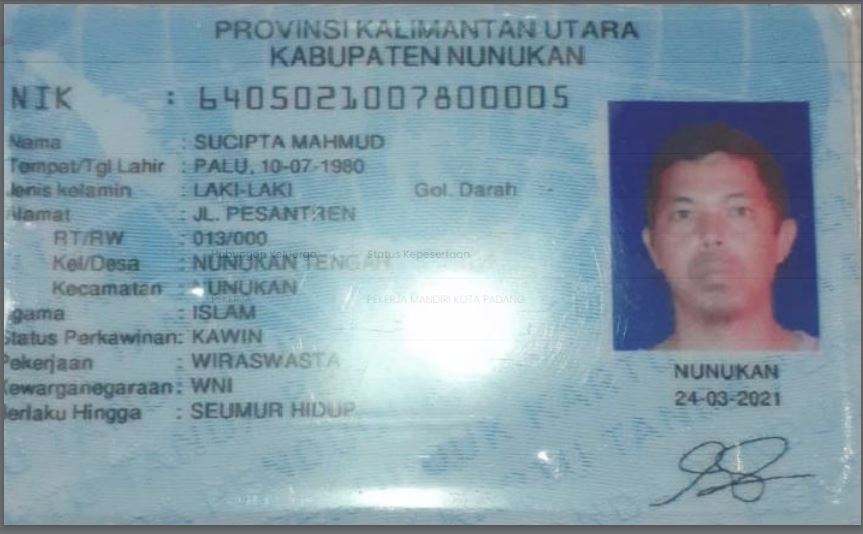 PROVINSI KALIMANTAN UTARA
KABUPATEN NUNUKAN
NIK : 6405021007800005
Nama : SUCIPTA MAHMUD
Tempat/Tgl Lahir : PALU, 10-07-1980
Jenis kelamin : LAKI-LAKI Gol. Darah : -
Alamat : JL. PESANTREN
RT/RW : 013/000
Hubungan Keluarga Status Kepesertaan
Kel/Desa : NUNUKAN TENGAH
Kecamatan : NUNUKAN
PEKERJA PEKERJA MANDIRI KOTA PADANG
Agama : ISLAM
Status Perkawinan: KAWIN
Pekerjaan : WIRASWASTA
Kewarganegaraan: WNI
Berlaku Hingga : SEUMUR HIDUP
NUNUKAN
24-03-2021